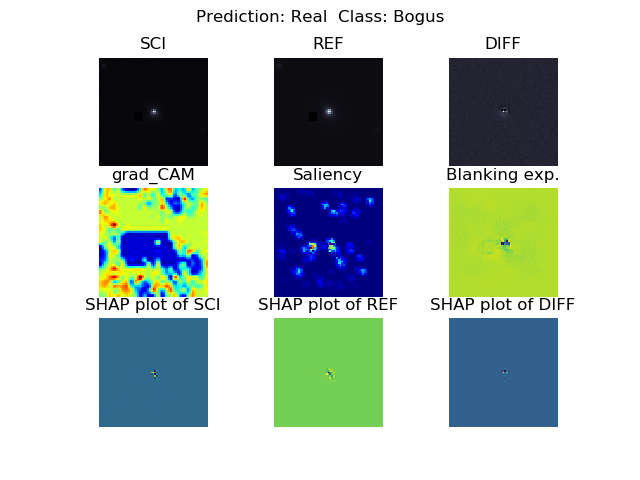 Prediction: Real  Class: Bogus
SCI REF DIFF
grad_CAM Saliency Blanking exp.
SHAP plot of SCI SHAP plot of REF SHAP plot of DIFF